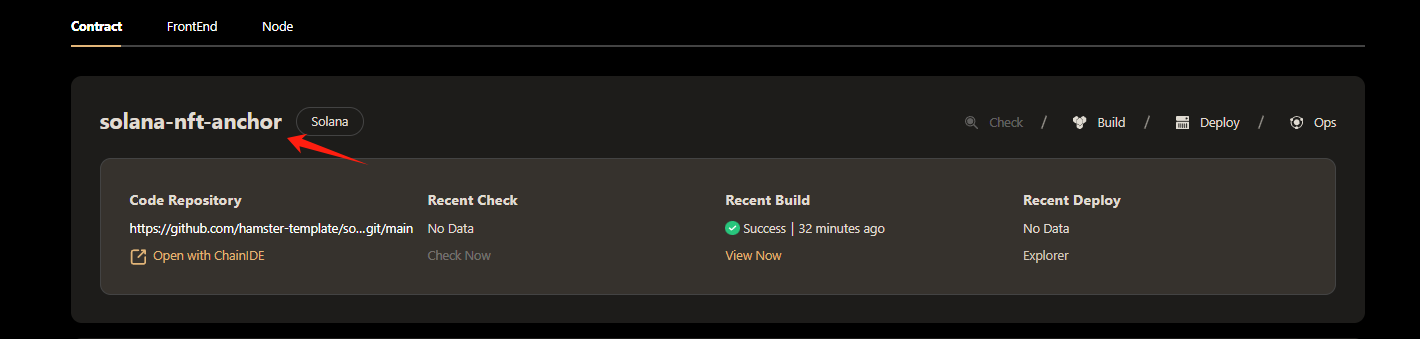 Contract FrontEnd Node
solana-nft-anchor Solana Check / Build / Deploy / Ops
Code Repository Recent Check Recent Build Recent Deploy
https://github.com/hamster-template/so...git/main No Data Success | 32 minutes ago No Data
Open with ChainIDE Check Now View Now Explorer